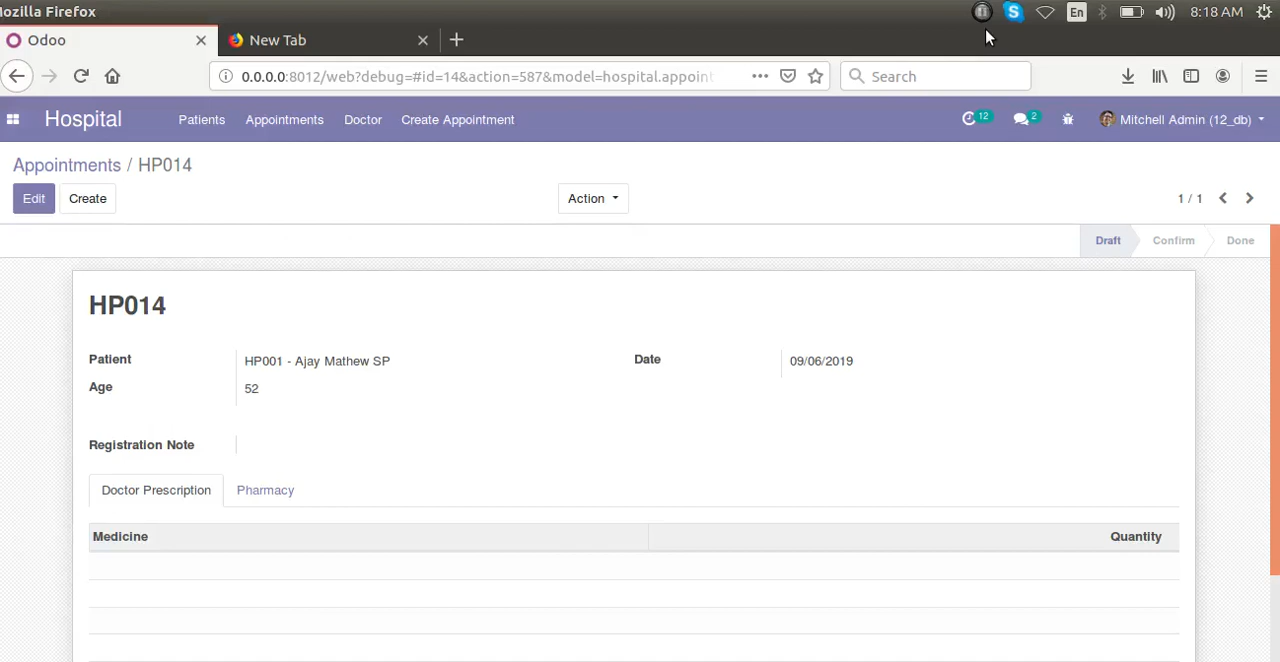 ozilla Firefox
En
8:18 AM
Odoo
New Tab
0.0.0.0:8012/web?debug=#id=14&action=587&model=hospital.appoint
Search
Hospital
Patients
Appointments
Doctor
Create Appointment
12
2
Mitchell Admin (12_db)
Appointments / HP014
Edit
Create
Action
1 / 1
Draft
Confirm
Done
HP014
Patient
HP001 - Ajay Mathew SP
Date
09/06/2019
Age
52
Registration Note
Doctor Prescription
Pharmacy
Medicine
Quantity